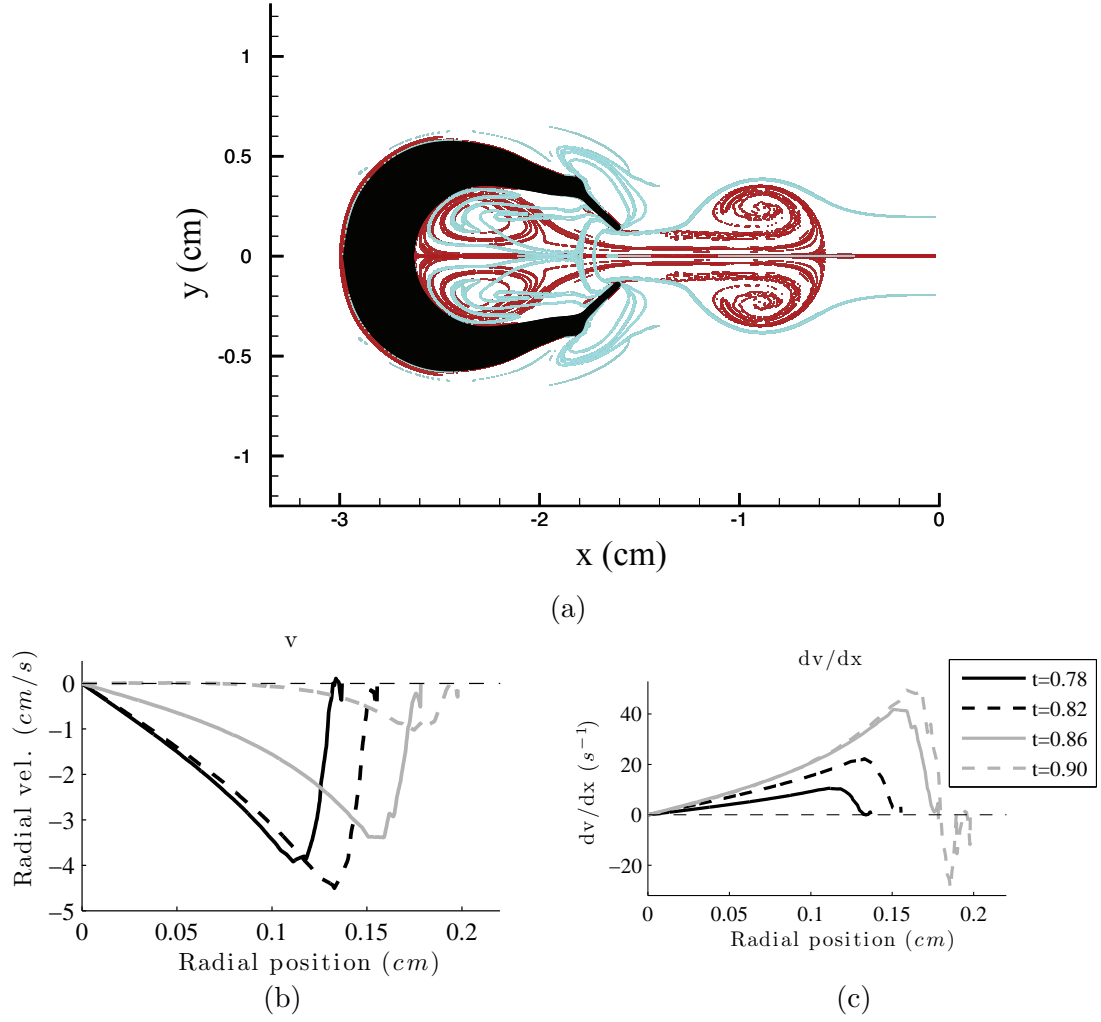 1
0.5
y (cm)
0
-0.5
-1
-3
-2
-1
0
x (cm)
(a)
v
0
−1
−2
−3
−4
−5
Radial vel. (cm/s)
0
0.05
0.1
0.15
0.2
Radial position (cm)
(b)
dv/dx
40
20
0
−20
dv/dx (s⁻¹)
0
0.05
0.10
0.15
0.2
Radial position (cm)
(c)
t=0.78
t=0.82
t=0.86
t=0.90